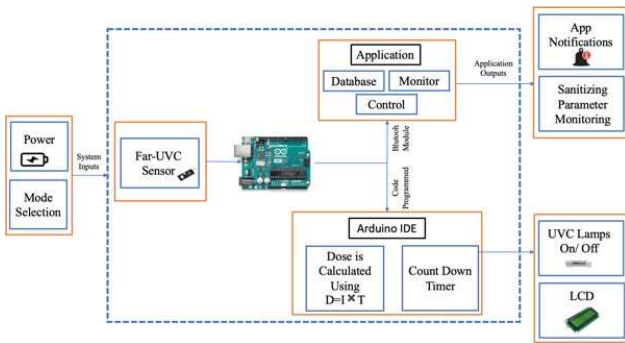 Power
Mode
Selection
System
Inputs
Far-UVC
Sensor
Application
Database
Monitor
Control
Blutooh
Module
Code
Programmed
Arduino IDE
Dose is
Calculated
Using
D=I × T
Count Down
Timer
Application
Outputs
App
Notifications
Sanitizing
Parameter
Monitoring
UVC Lamps
On/ Off
LCD